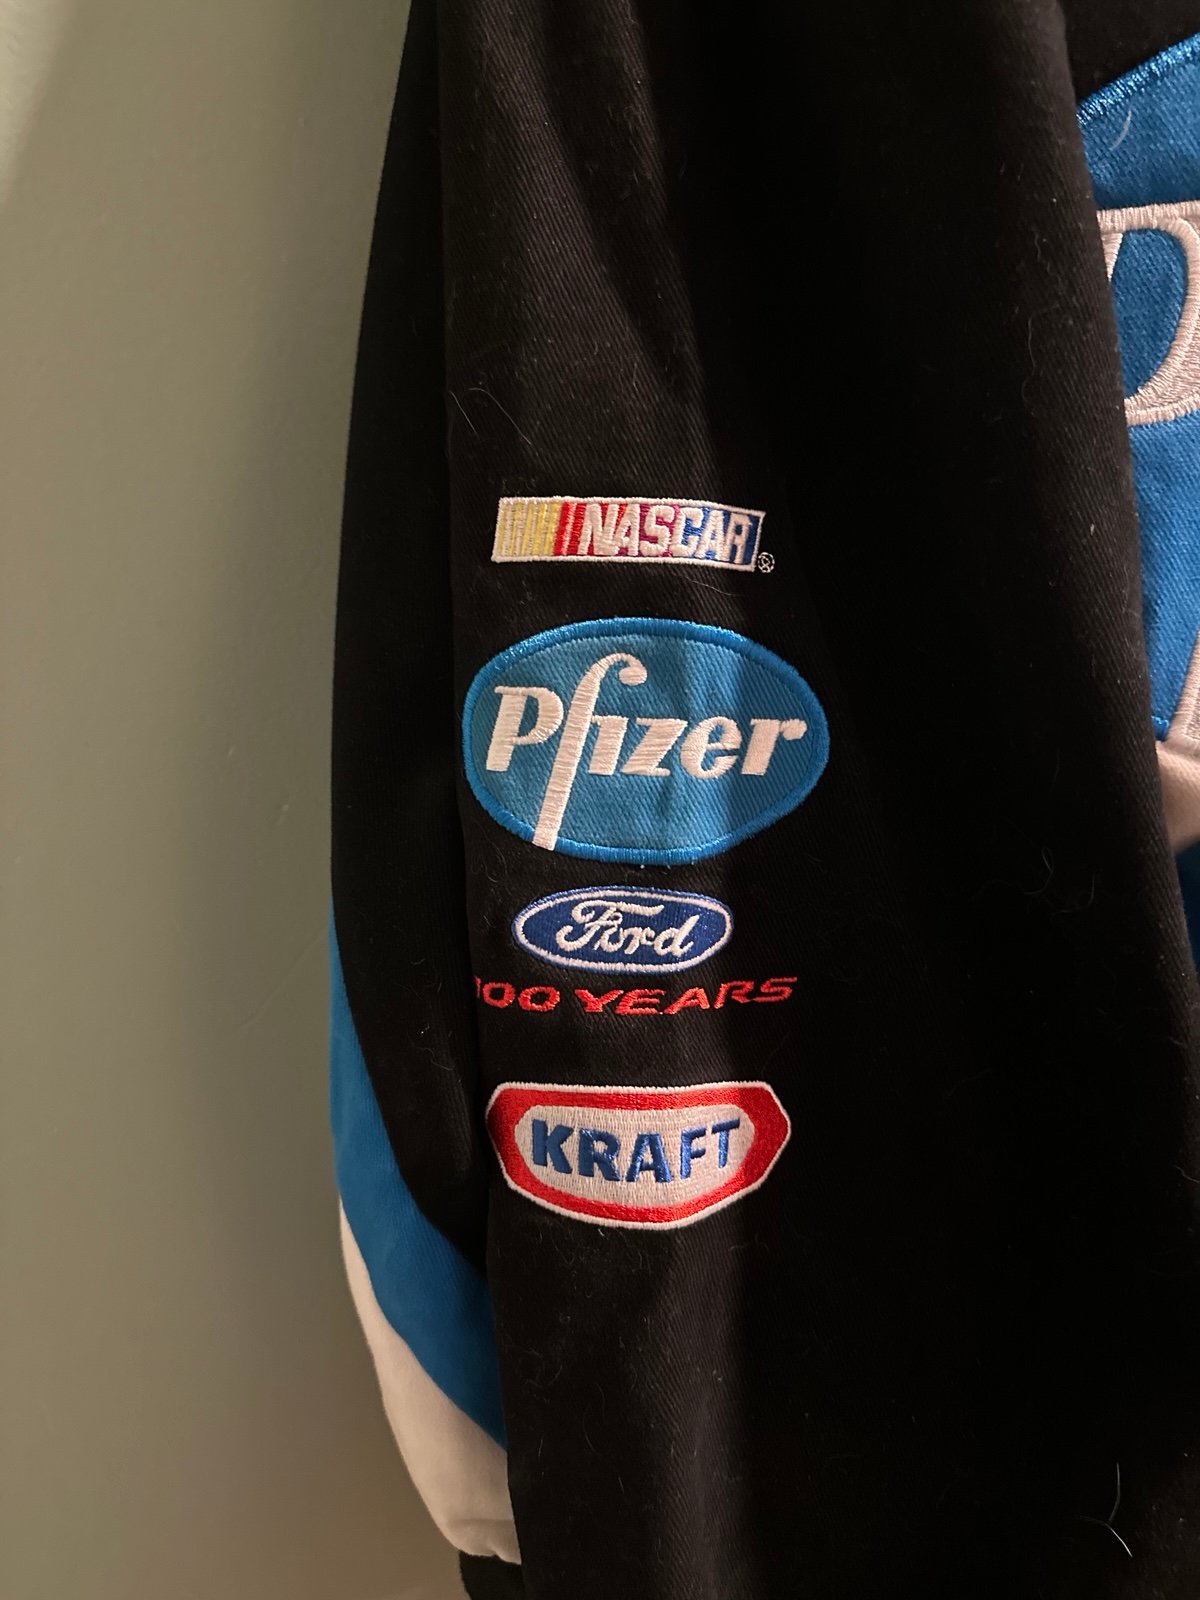 NASCAR®
Pfizer
Ford
100 YEARS
KRAFT